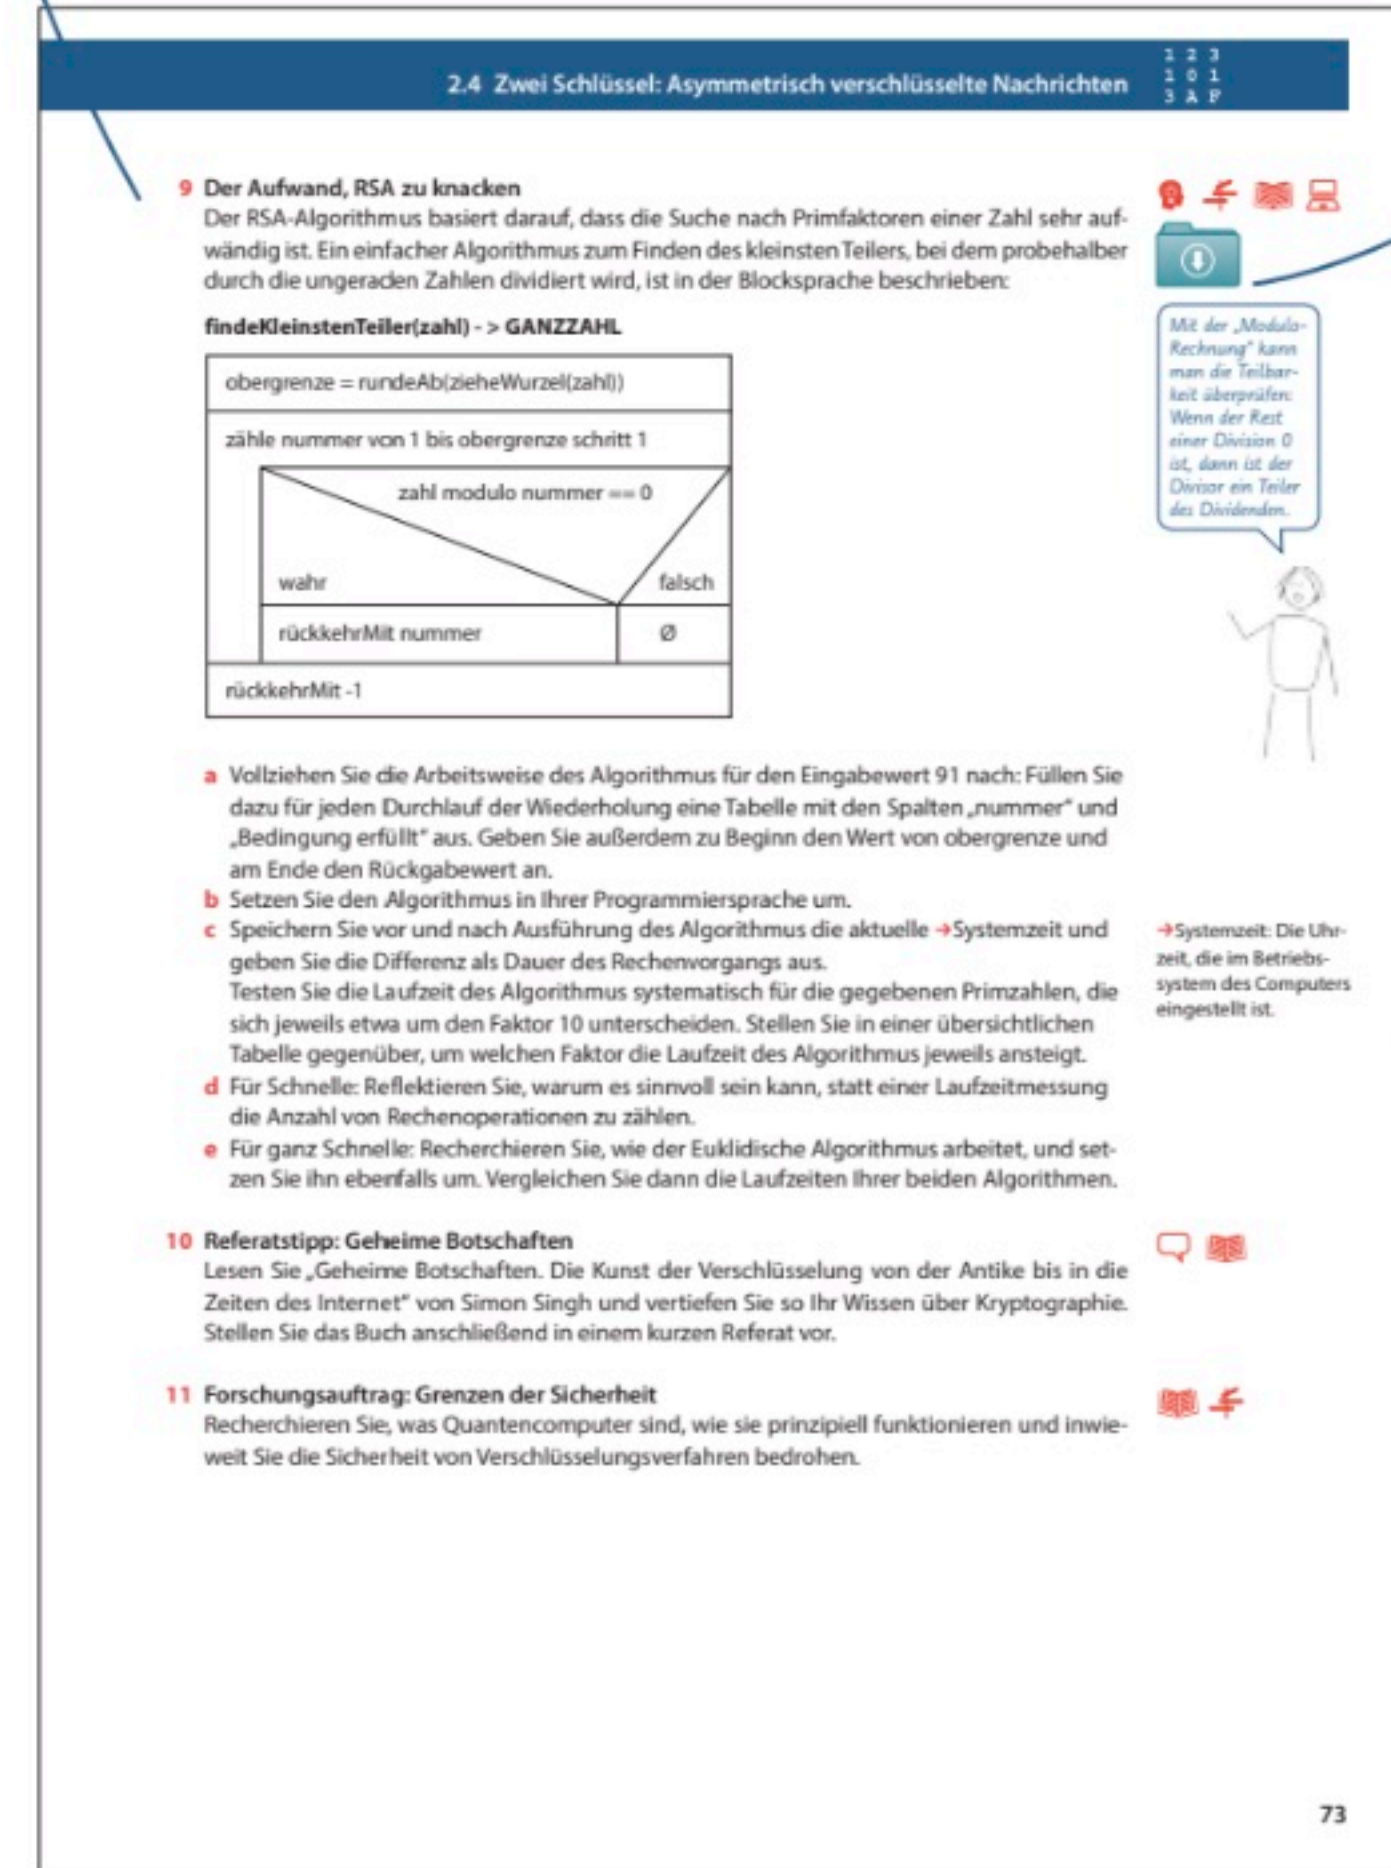 2.4 Zwei Schlüssel: Asymmetrisch verschlüsselte Nachrichten
1 2 3
1 0 1
3 A F
9 Der Aufwand, RSA zu knacken
Der RSA-Algorithmus basiert darauf, dass die Suche nach Primfaktoren einer Zahl sehr auf-
wändig ist. Ein einfacher Algorithmus zum Finden des kleinsten Teilers, bei dem probehalber
durch die ungeraden Zahlen dividiert wird, ist in der Blocksprache beschrieben:
findeKleinstenTeiler(zahl) - > GANZZAHL
obergrenze = rundeAb(zieheWurzel(zahl))
zähle nummer von 1 bis obergrenze schritt 1
zahl modulo nummer == 0
wahr falsch
rückkehrMit nummer Ø
rückkehrMit -1
Mit der „Modulo-
Rechnung" kann
man die Teilbar-
keit überprüfen:
Wenn der Rest
einer Division 0
ist, dann ist der
Divisor ein Teiler
des Dividenden.
a Vollziehen Sie die Arbeitsweise des Algorithmus für den Eingabewert 91 nach: Füllen Sie
dazu für jeden Durchlauf der Wiederholung eine Tabelle mit den Spalten „nummer" und
„Bedingung erfüllt" aus. Geben Sie außerdem zu Beginn den Wert von obergrenze und
am Ende den Rückgabewert an.
b Setzen Sie den Algorithmus in Ihrer Programmiersprache um.
c Speichern Sie vor und nach Ausführung des Algorithmus die aktuelle →Systemzeit und
geben Sie die Differenz als Dauer des Rechenvorgangs aus.
Testen Sie die Laufzeit des Algorithmus systematisch für die gegebenen Primzahlen, die
sich jeweils etwa um den Faktor 10 unterscheiden. Stellen Sie in einer übersichtlichen
Tabelle gegenüber, um welchen Faktor die Laufzeit des Algorithmus jeweils ansteigt.
→Systemzeit: Die Uhr-
zeit, die im Betriebs-
system des Computers
eingestellt ist.
d Für Schnelle: Reflektieren Sie, warum es sinnvoll sein kann, statt einer Laufzeitmessung
die Anzahl von Rechenoperationen zu zählen.
e Für ganz Schnelle: Recherchieren Sie, wie der Euklidische Algorithmus arbeitet, und set-
zen Sie ihn ebenfalls um. Vergleichen Sie dann die Laufzeiten Ihrer beiden Algorithmen.
10 Referatstipp: Geheime Botschaften
Lesen Sie „Geheime Botschaften. Die Kunst der Verschlüsselung von der Antike bis in die
Zeiten des Internet" von Simon Singh und vertiefen Sie so Ihr Wissen über Kryptographie.
Stellen Sie das Buch anschließend in einem kurzen Referat vor.
11 Forschungsauftrag: Grenzen der Sicherheit
Recherchieren Sie, was Quantencomputer sind, wie sie prinzipiell funktionieren und inwie-
weit Sie die Sicherheit von Verschlüsselungsverfahren bedrohen.
73